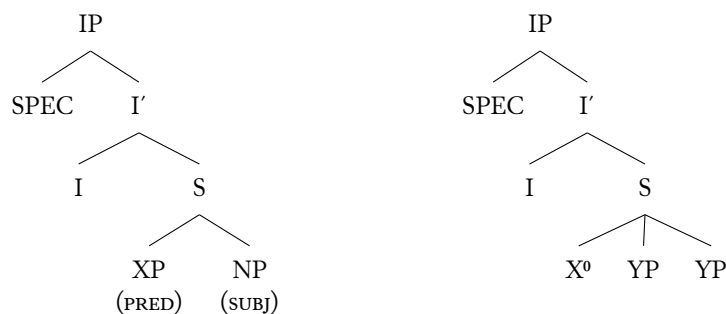 IP IP
SPEC I′ SPEC I′
I S I S
XP NP X⁰ YP YP
(PRED) (SUBJ)